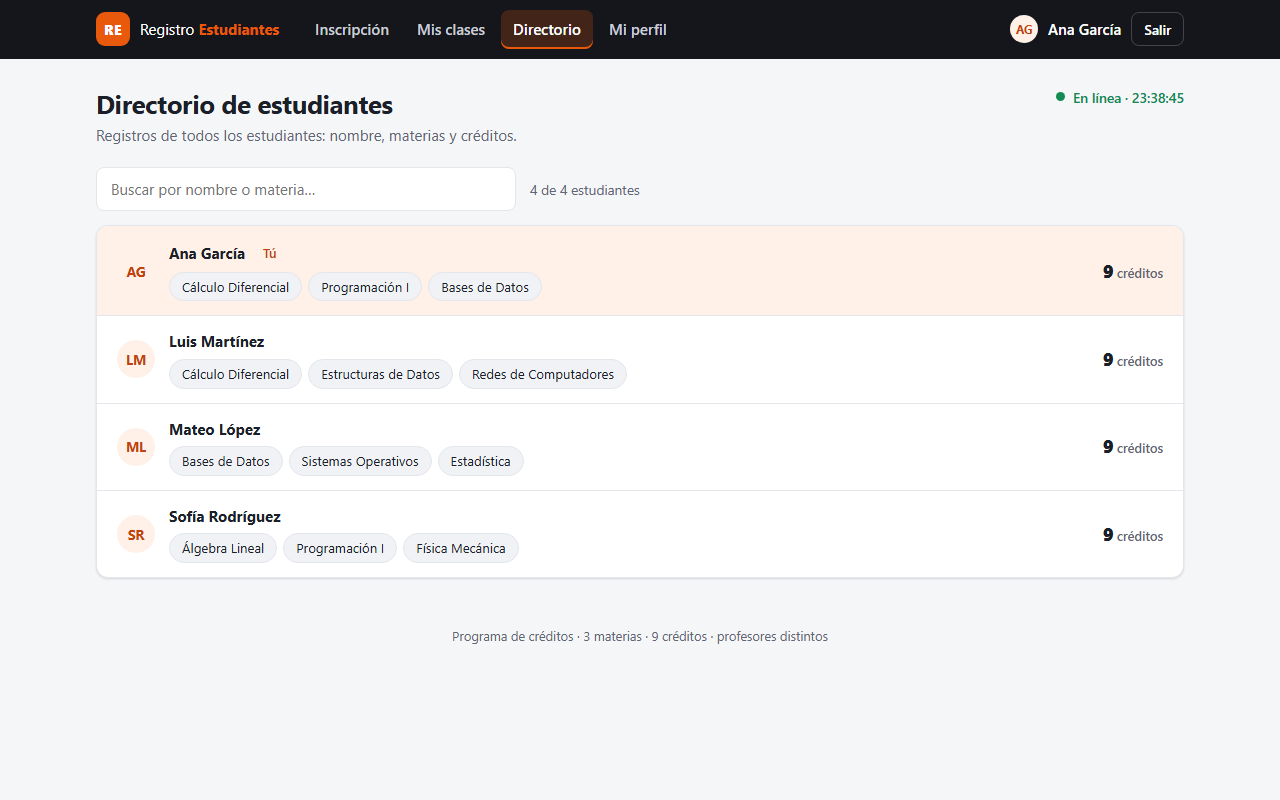 RE Registro Estudiantes Inscripción Mis clases Directorio Mi perfil AG Ana García Salir
Directorio de estudiantes
En línea · 23:38:45
Registros de todos los estudiantes: nombre, materias y créditos.
Buscar por nombre o materia...
4 de 4 estudiantes
AG
Ana García Tú
Cálculo Diferencial Programación I Bases de Datos
9 créditos
LM
Luis Martínez
Cálculo Diferencial Estructuras de Datos Redes de Computadores
9 créditos
ML
Mateo López
Bases de Datos Sistemas Operativos Estadística
9 créditos
SR
Sofía Rodríguez
Álgebra Lineal Programación I Física Mecánica
9 créditos
Programa de créditos · 3 materias · 9 créditos · profesores distintos